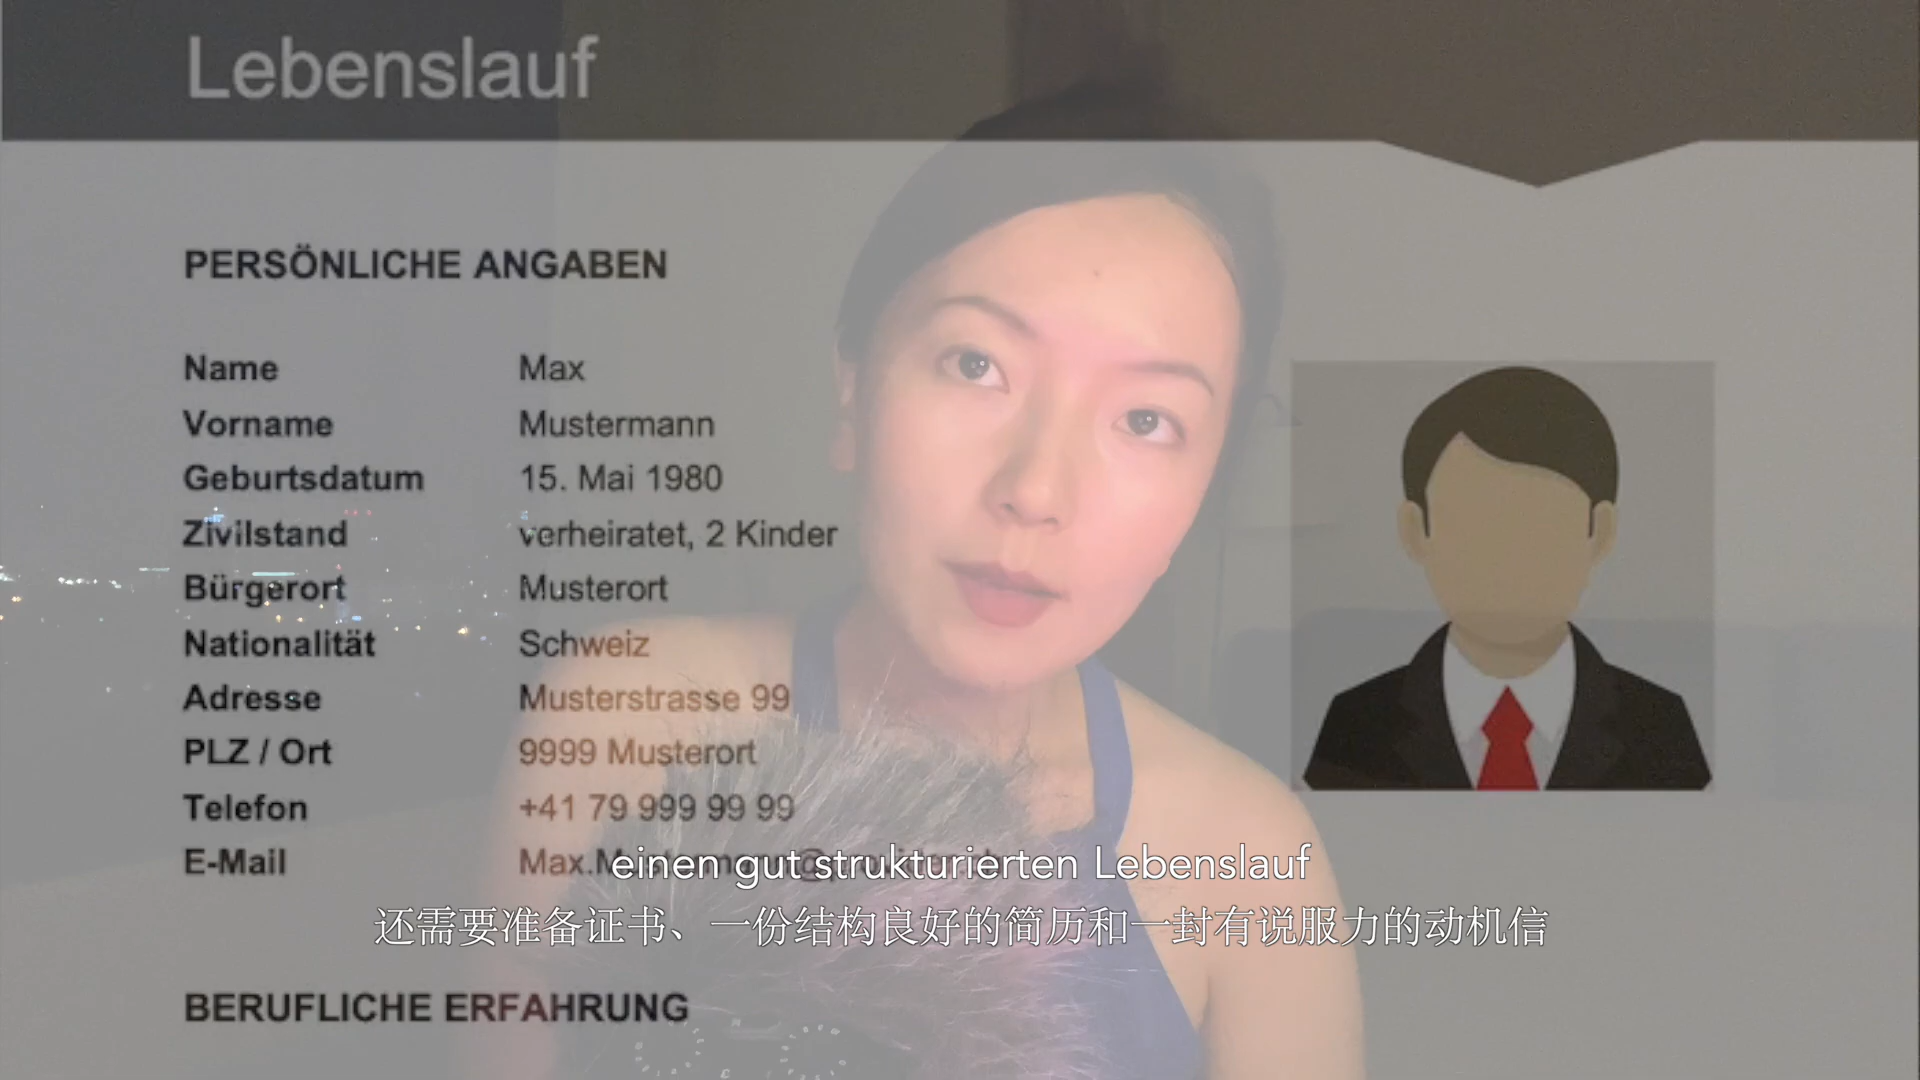 Lebenslauf
PERSÖNLICHE ANGABEN
Name Max
Vorname Mustermann
Geburtsdatum 15. Mai 1980
Zivilstand verheiratet, 2 Kinder
Bürgerort Musterort
Nationalität Schweiz
Adresse Musterstrasse 99
PLZ / Ort 9999 Musterort
Telefon +41 79 999 99 99
E-Mail
einen gut strukturierten Lebenslauf
还需要准备证书、一份结构良好的简历和一封有说服力的动机信
BERUFLICHE ERFAHRUNG